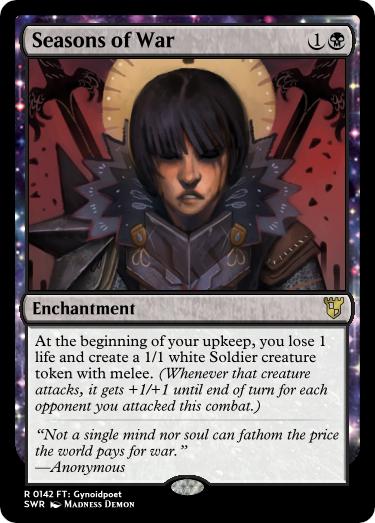 Seasons of War 1
Enchantment
At the beginning of your upkeep, you lose 1
life and create a 1/1 white Soldier creature
token with melee. (Whenever that creature
attacks, it gets +1/+1 until end of turn for each
opponent you attacked this combat.)
“Not a single mind nor soul can fathom the price
the world pays for war.”
—Anonymous
R 0142 FT: Gynoidpoet
SWR Madness Demon